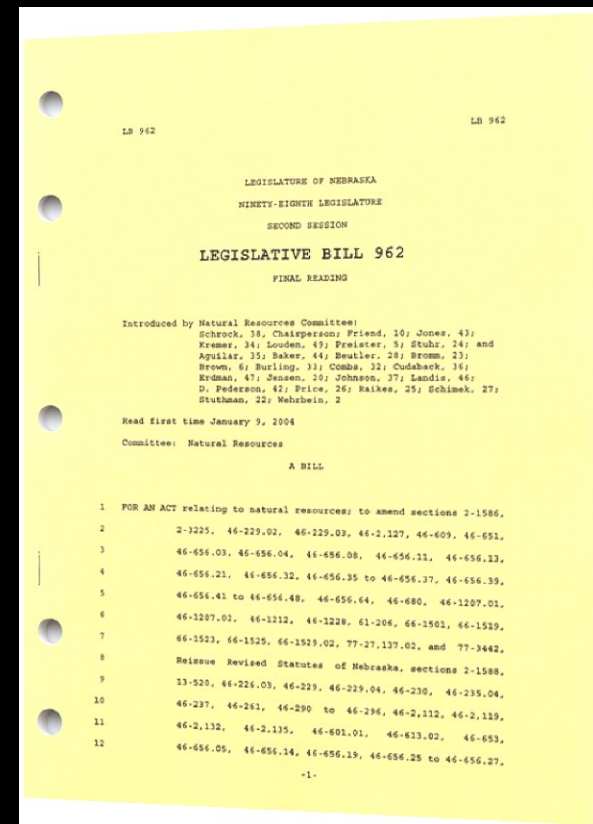 LB 962
LB 962
LEGISLATURE OF NEBRASKA
NINETY-EIGHTH LEGISLATURE
SECOND SESSION
LEGISLATIVE BILL 962
FINAL READING
Introduced by Natural Resources Committee:
Schrock, 38, Chairperson; Friend, 10; Jones, 43;
Kremer, 34; Louden, 49; Preister, 5; Stuhr, 24; and
Aguilar, 35; Baker, 44; Beutler, 28; Bromm, 23;
Brown, 6; Burling, 33; Combs, 32; Cudaback, 36;
Erdman, 47; Jensen, 20; Johnson, 37; Landis, 46;
D. Pederson, 42; Price, 26; Raikes, 25; Schimek, 27;
Stuthman, 22; Wehrbein, 2
Read first time January 9, 2004
Committee: Natural Resources
A BILL
1 FOR AN ACT relating to natural resources; to amend sections 2-1586,
2 2-3225, 46-229.02, 46-229.03, 46-2,127, 46-609, 46-651,
3 46-656.03, 46-656.04, 46-656.08, 46-656.11, 46-656.13,
4 46-656.21, 46-656.32, 46-656.35 to 46-656.37, 46-656.39,
5 46-656.41 to 46-656.48, 46-656.64, 46-680, 46-1207.01,
6 46-1207.02, 46-1212, 46-1228, 61-206, 66-1501, 66-1519,
7 66-1523, 66-1525, 66-1529.02, 77-27,137.02, and 77-3442,
8 Reissue Revised Statutes of Nebraska, sections 2-1588,
9 13-520, 46-226.03, 46-229, 46-229.04, 46-230, 46-235.04,
10 46-237, 46-261, 46-290 to 46-296, 46-2,112, 46-2,119,
11 46-2,132, 46-2,135, 46-601.01, 46-613.02, 46-653,
12 46-656.05, 46-656.14, 46-656.19, 46-656.25 to 46-656.27,
-1-